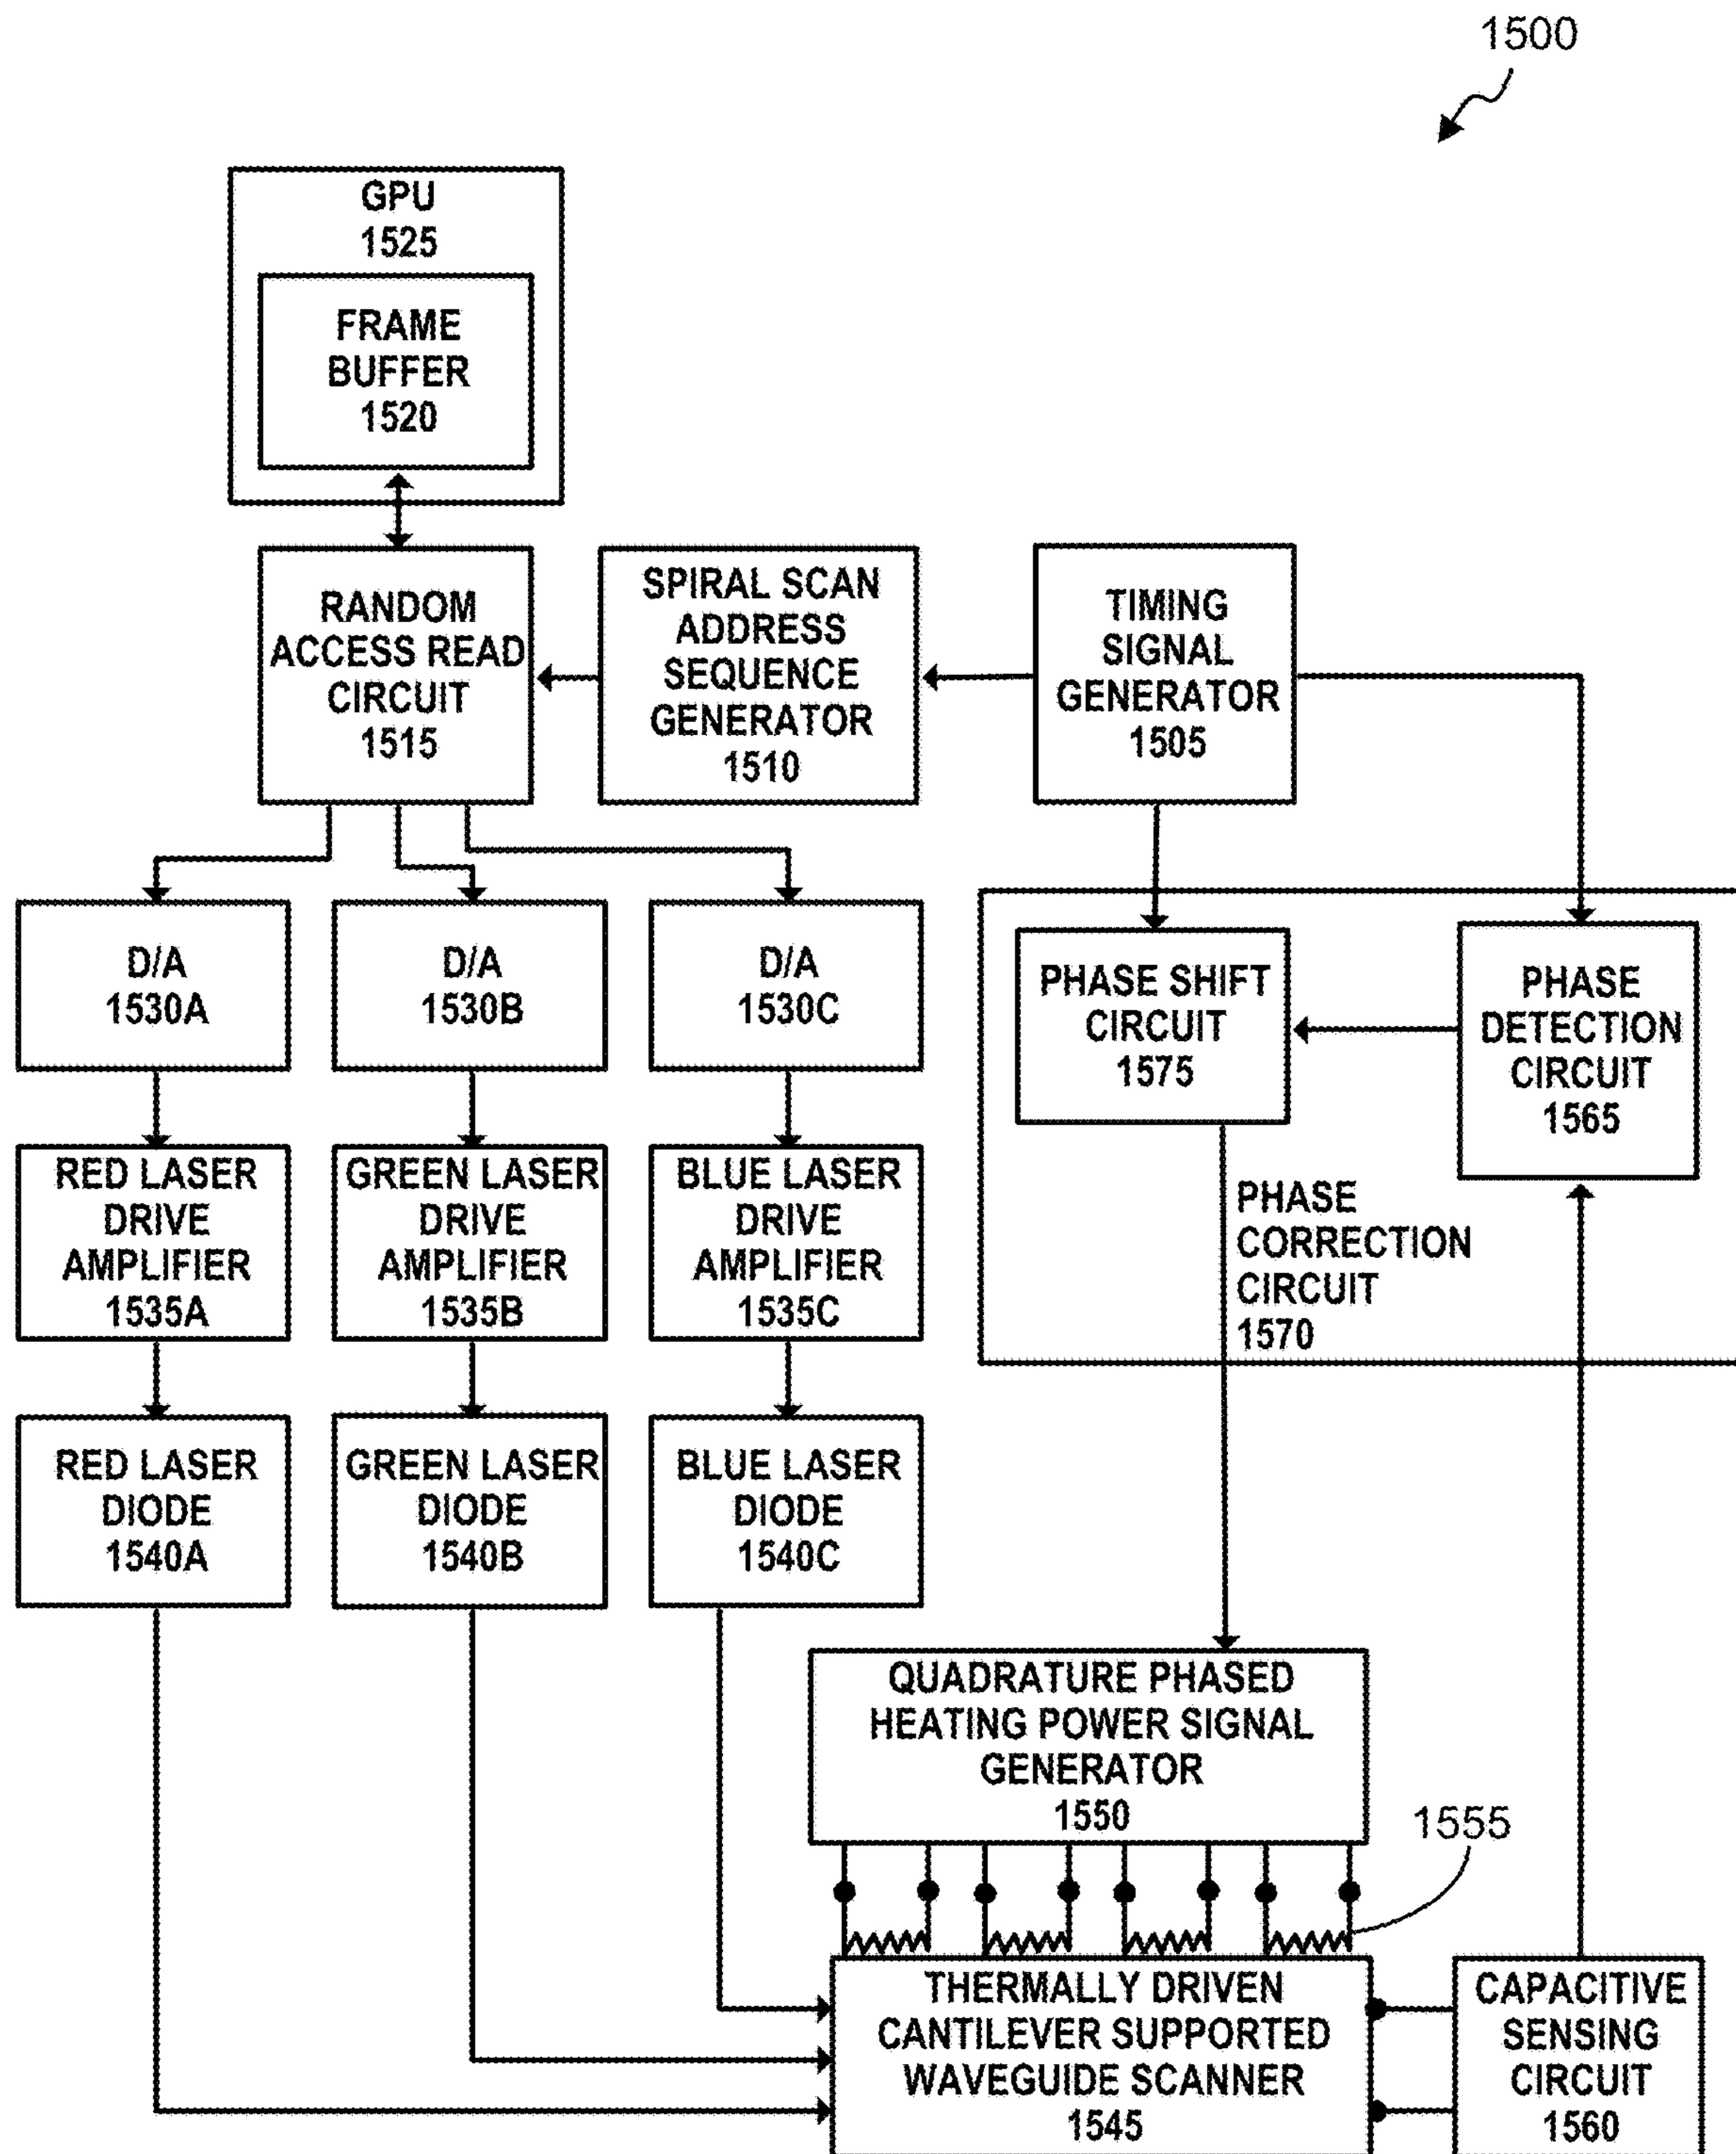 1500
GPU
1525
FRAME
BUFFER
1520
RANDOM
ACCESS READ
CIRCUIT
1515
SPIRAL SCAN
ADDRESS
SEQUENCE
GENERATOR
1510
TIMING
SIGNAL
GENERATOR
1505
D/A
1530A
D/A
1530B
D/A
1530C
PHASE SHIFT
CIRCUIT
1575
PHASE
DETECTION
CIRCUIT
1565
RED LASER
DRIVE
AMPLIFIER
1535A
GREEN LASER
DRIVE
AMPLIFIER
1535B
BLUE LASER
DRIVE
AMPLIFIER
1535C
PHASE
CORRECTION
CIRCUIT
1570
RED LASER
DIODE
1540A
GREEN LASER
DIODE
1540B
BLUE LASER
DIODE
1540C
QUADRATURE PHASED
HEATING POWER SIGNAL
GENERATOR
1550
1555
THERMALLY DRIVEN
CANTILEVER SUPPORTED
WAVEGUIDE SCANNER
1545
CAPACITIVE
SENSING
CIRCUIT
1560